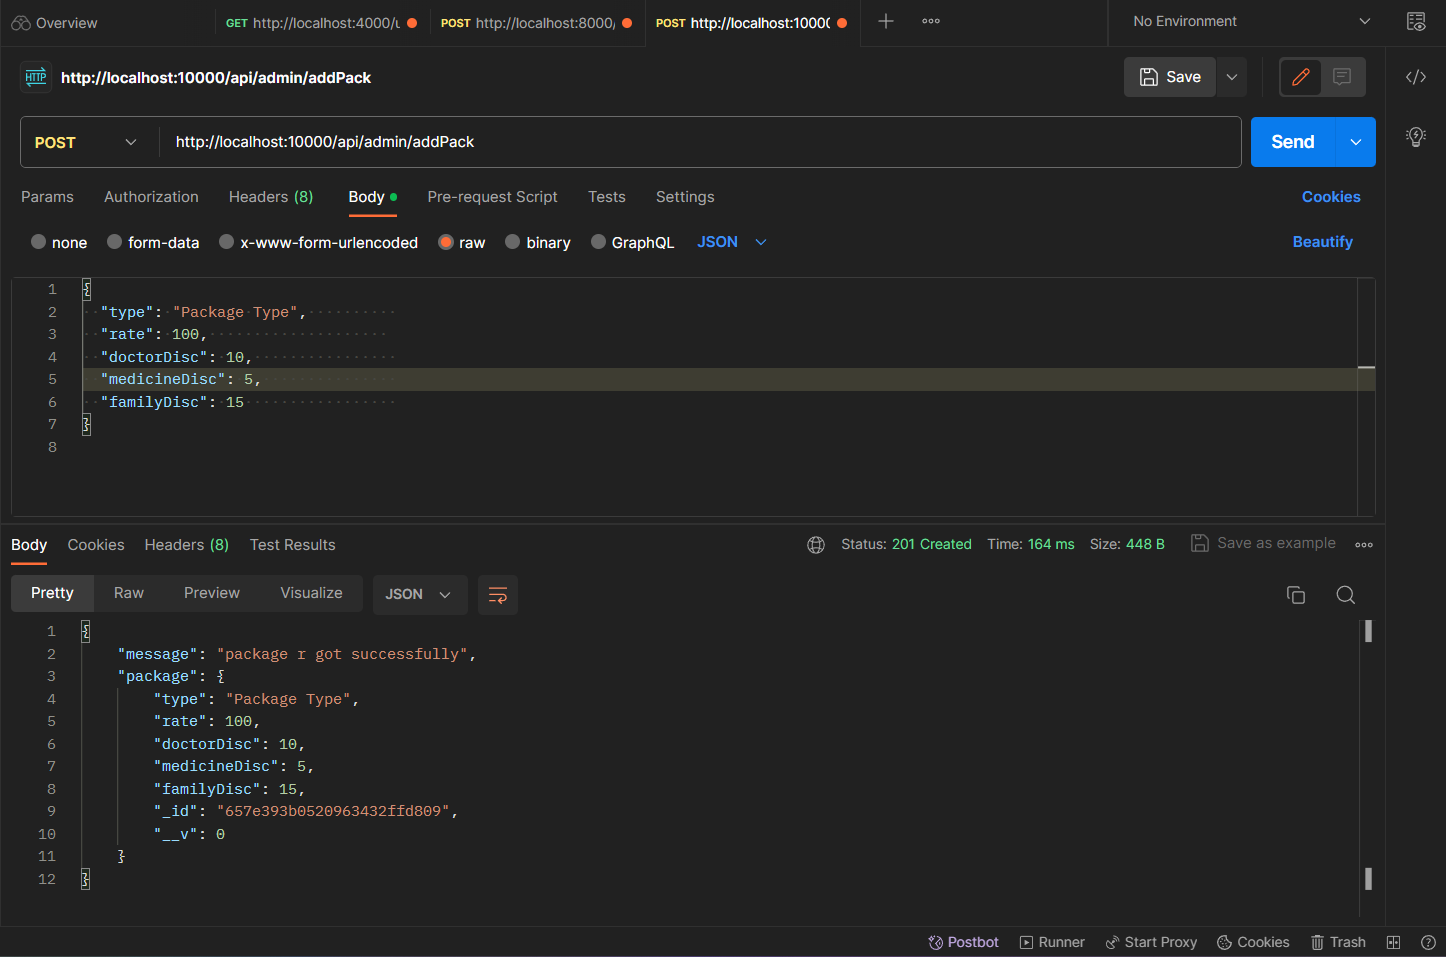 Overview
GET http://localhost:4000/u
POST http://localhost:8000/
POST http://localhost:10000
No Environment
HTTP http://localhost:10000/api/admin/addPack
Save
POST http://localhost:10000/api/admin/addPack
Send
Params Authorization Headers (8) Body Pre-request Script Tests Settings Cookies
none form-data x-www-form-urlencoded raw binary GraphQL JSON Beautify
1 {
2 "type": "Package Type",
3 "rate": 100,
4 "doctorDisc": 10,
5 "medicineDisc": 5,
6 "familyDisc": 15
7 }
8
Body Cookies Headers (8) Test Results Status: 201 Created Time: 164 ms Size: 448 B Save as example
Pretty Raw Preview Visualize JSON
1 {
2 "message": "package r got successfully",
3 "package": {
4 "type": "Package Type",
5 "rate": 100,
6 "doctorDisc": 10,
7 "medicineDisc": 5,
8 "familyDisc": 15,
9 "_id": "657e393b0520963432ffd809",
10 "__v": 0
11 }
12 }
Postbot Runner Start Proxy Cookies Trash